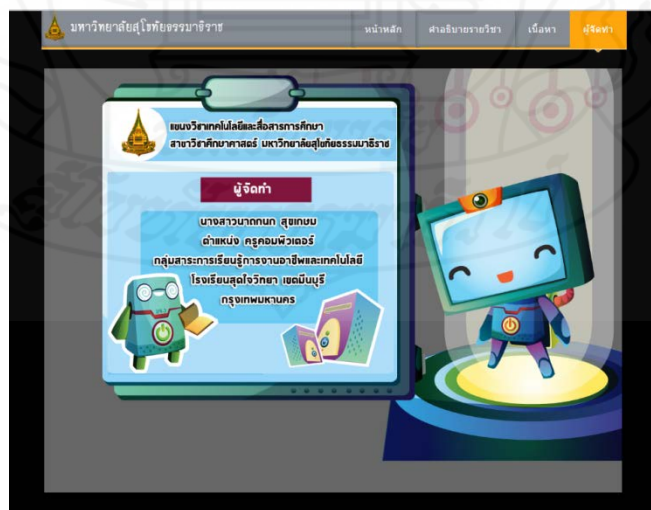 มหาวิทยาลัยสุโขทัยธรรมาธิราช
หน้าหลัก
คำอธิบายรายวิชา
เนื้อหา
ผู้จัดทำ
แขนงวิชาเทคโนโลยีและสื่อสารการศึกษา
สาขาวิชาศึกษาศาสตร์ มหาวิทยาลัยสุโขทัยธรรมาธิราช
ผู้จัดทำ
นางสาวนาถกนก สุขเกษม
ตำแหน่ง ครูคอมพิวเตอร์
กลุ่มสาระการเรียนรู้การงานอาชีพและเทคโนโลยี
โรงเรียนสุดใจวิทยา เขตมีนบุรี
กรุงเทพมหานคร